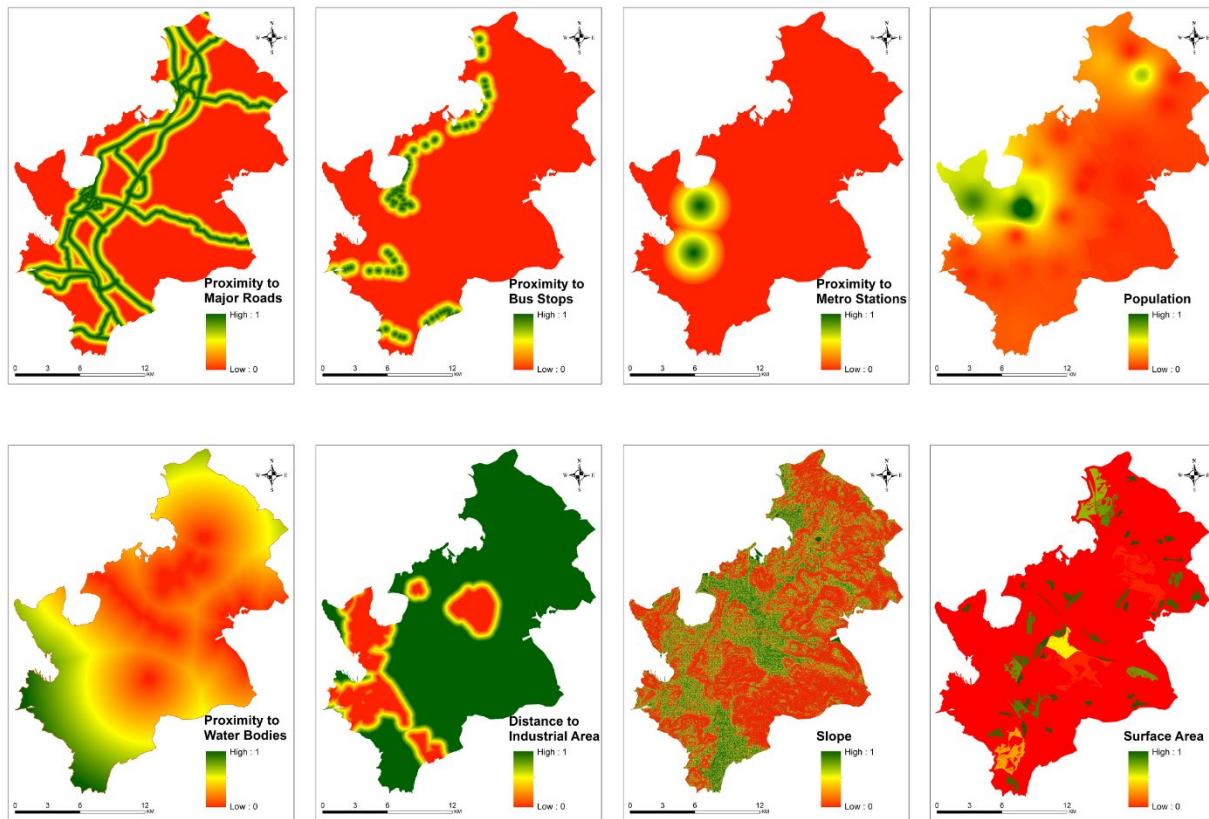 N
W E
S
Proximity to
Major Roads
High : 1
Low : 0
0 3 6 12
KM
N
W E
S
Proximity to
Bus Stops
High : 1
Low : 0
0 3 6 12
KM
N
W E
S
Proximity to
Metro Stations
High : 1
Low : 0
0 3 6 12
KM
N
W E
S
Population
High : 1
Low : 0
0 3 6 12
KM
N
W E
S
Proximity to
Water Bodies
High : 1
Low : 0
0 3 6 12
KM
N
W E
S
Distance to
Industrial Area
High : 1
Low : 0
0 3 6 12
KM
N
W E
S
Slope
High : 1
Low : 0
0 3 6 12
KM
N
W E
S
Surface Area
High : 1
Low : 0
0 3 6 12
KM